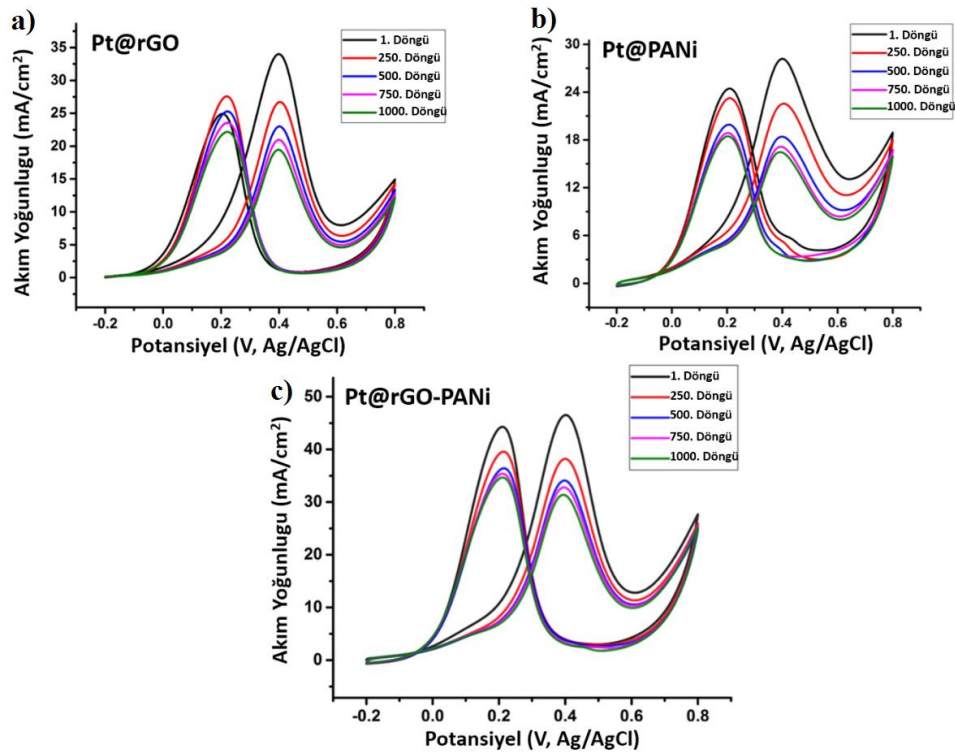 a)
Pt@rGO
1. Döngü
250. Döngü
500. Döngü
750. Döngü
1000. Döngü
35
30
25
20
15
10
5
0
Akım Yoğunlugu (mA/cm²)
-0.2 0.0 0.2 0.4 0.6 0.8
Potansiyel (V, Ag/AgCl)
b)
Pt@PANi
1. Döngü
250. Döngü
500. Döngü
750. Döngü
1000. Döngü
30
24
18
12
6
0
Akım Yoğunlugu (mA/cm²)
-0.2 0.0 0.2 0.4 0.6 0.8
Potansiyel (V, Ag/AgCl)
c)
Pt@rGO-PANi
1. Döngü
250. Döngü
500. Döngü
750. Döngü
1000. Döngü
50
40
30
20
10
0
Akım Yoğunlugu (mA/cm²)
-0.2 0.0 0.2 0.4 0.6 0.8
Potansiyel (V, Ag/AgCl)